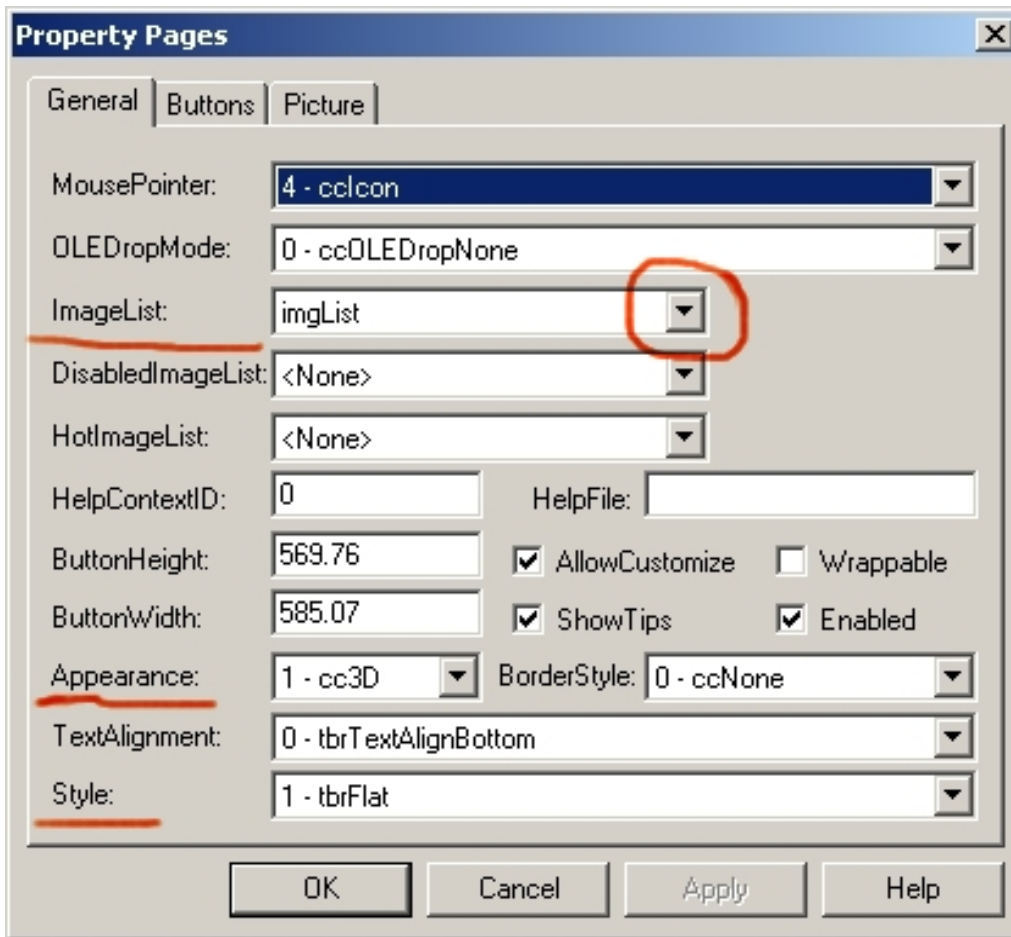 Property Pages
General Buttons Picture
MousePointer: 4 - ccIcon
OLEDropMode: 0 - ccOLEDropNone
ImageList: imgList
DisabledImageList: <None>
HotImageList: <None>
HelpContextID: 0 HelpFile:
ButtonHeight: 569.76 AllowCustomize Wrappable
ButtonWidth: 585.07 ShowTips Enabled
Appearance: 1 - cc3D BorderStyle: 0 - ccNone
TextAlignment: 0 - tbrTextAlignBottom
Style: 1 - tbrFlat
OK Cancel Apply Help